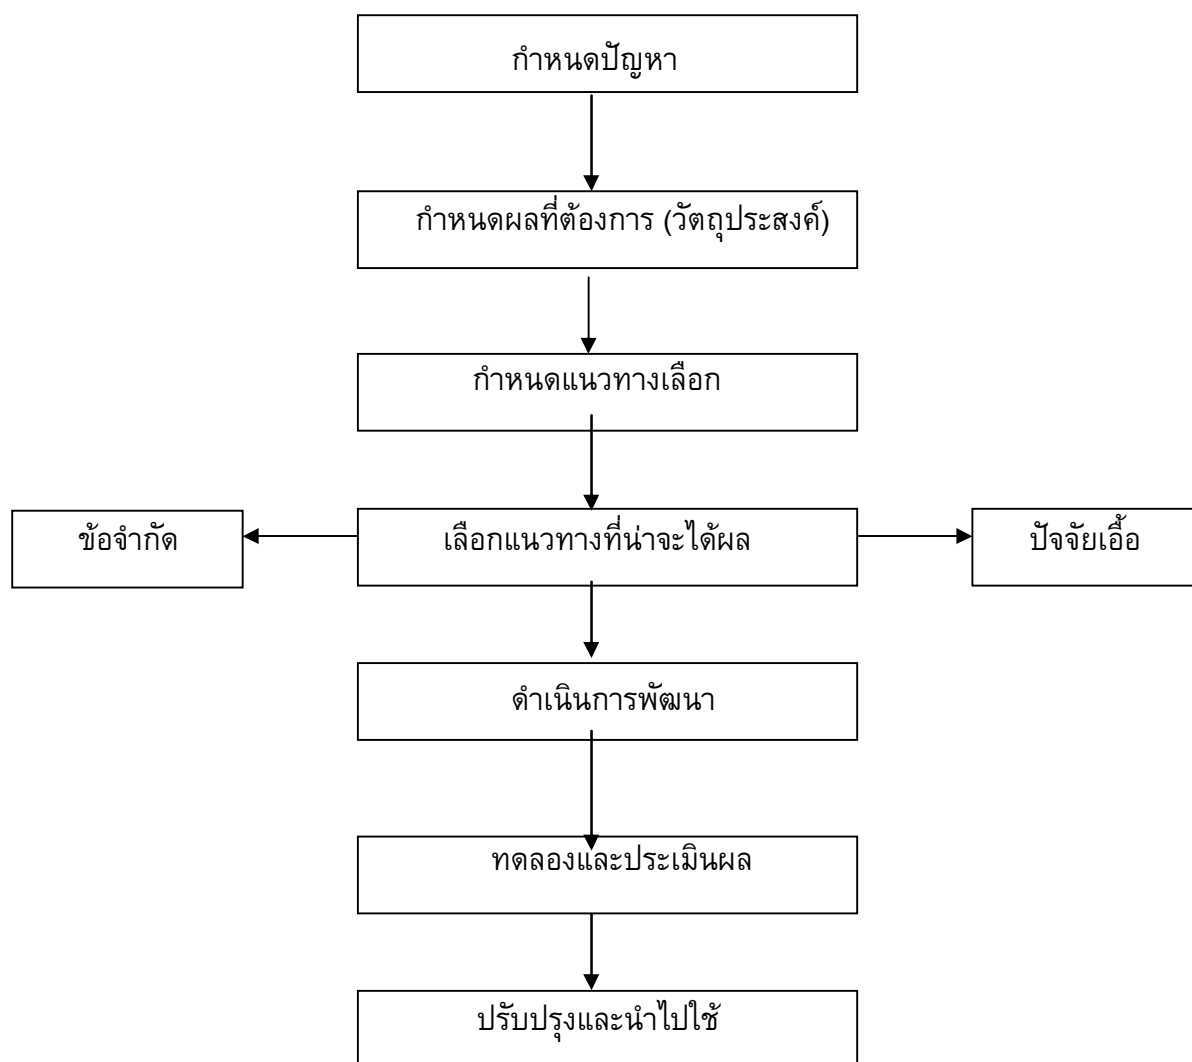 กำหนดปัญหา
กำหนดผลที่ต้องการ (วัตถุประสงค์)
กำหนดแนวทางเลือก
ข้อจำกัด
เลือกแนวทางที่น่าจะได้ผล
ปัจจัยเอื้อ
ดำเนินการพัฒนา
ทดลองและประเมินผล
ปรับปรุงและนำไปใช้